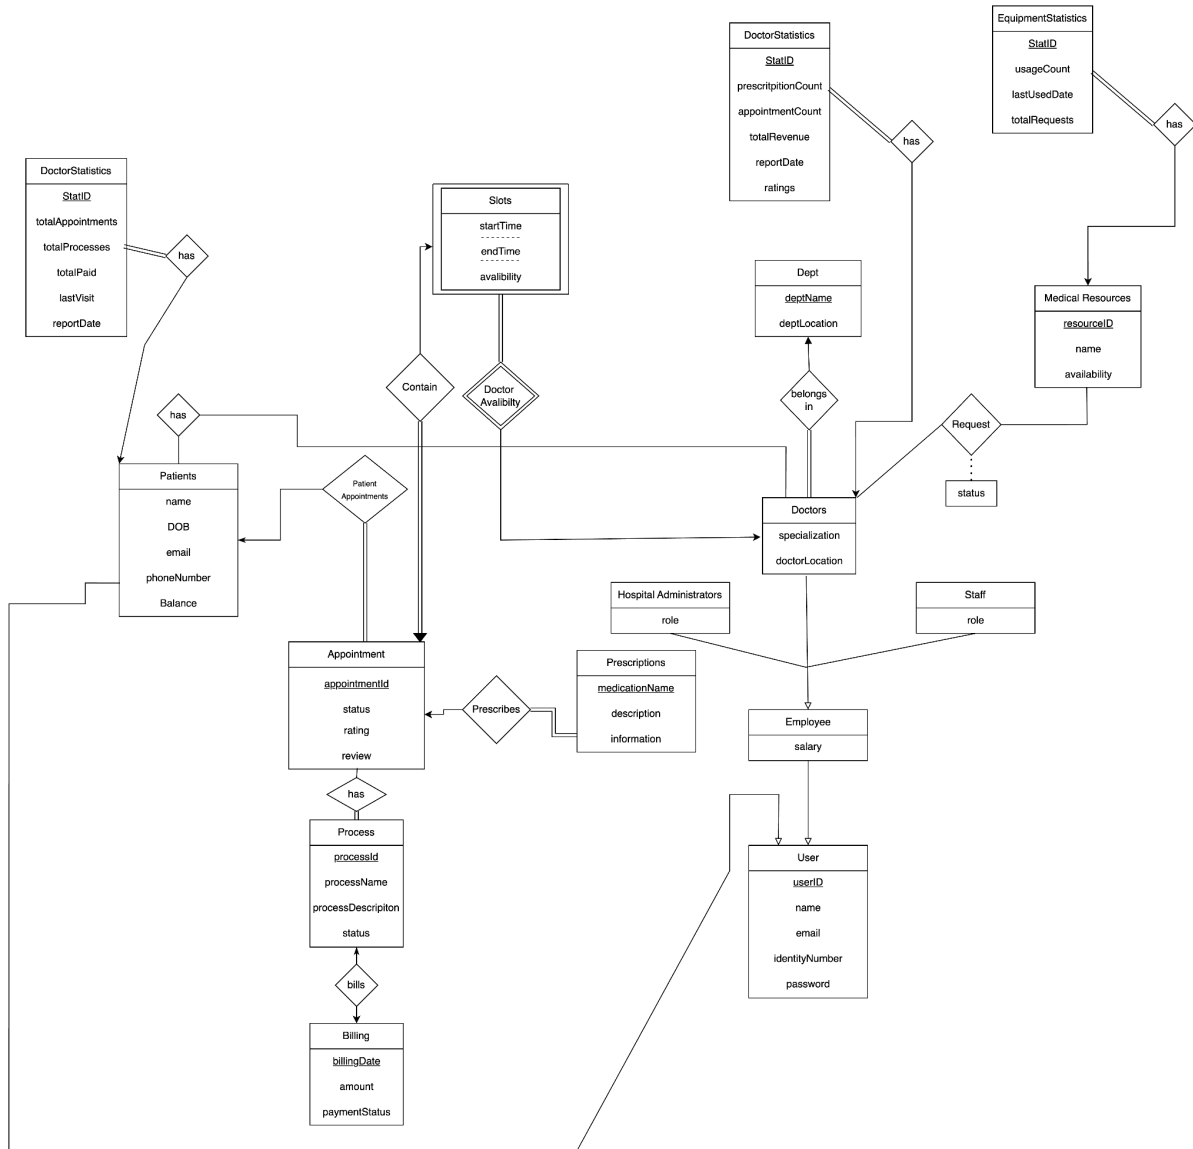 EquipmentStatistics
StatID
usageCount
lastUsedDate
totalRequests
has
DoctorStatistics
StatID
prescritpitionCount
appointmentCount
totalRevenue
reportDate
ratings
has
DoctorStatistics
StatID
totalAppointments
totalProcesses
totalPaid
lastVisit
reportDate
has
Slots
startTime
endTime
avalibility
Dept
deptName
deptLocation
Medical Resources
resourceID
name
availability
Contain
Doctor
Avalibilty
belongs
in
has
Request
status
Patients
name
DOB
email
phoneNumber
Balance
Patient
Appointments
Doctors
specialization
doctorLocation
Hospital Administrators
role
Staff
role
Appointment
appointmentId
status
rating
review
Prescribes
Prescriptions
medicationName
description
information
Employee
salary
has
Process
processId
processName
processDescripiton
status
User
userID
name
email
identityNumber
password
bills
Billing
billingDate
amount
paymentStatus